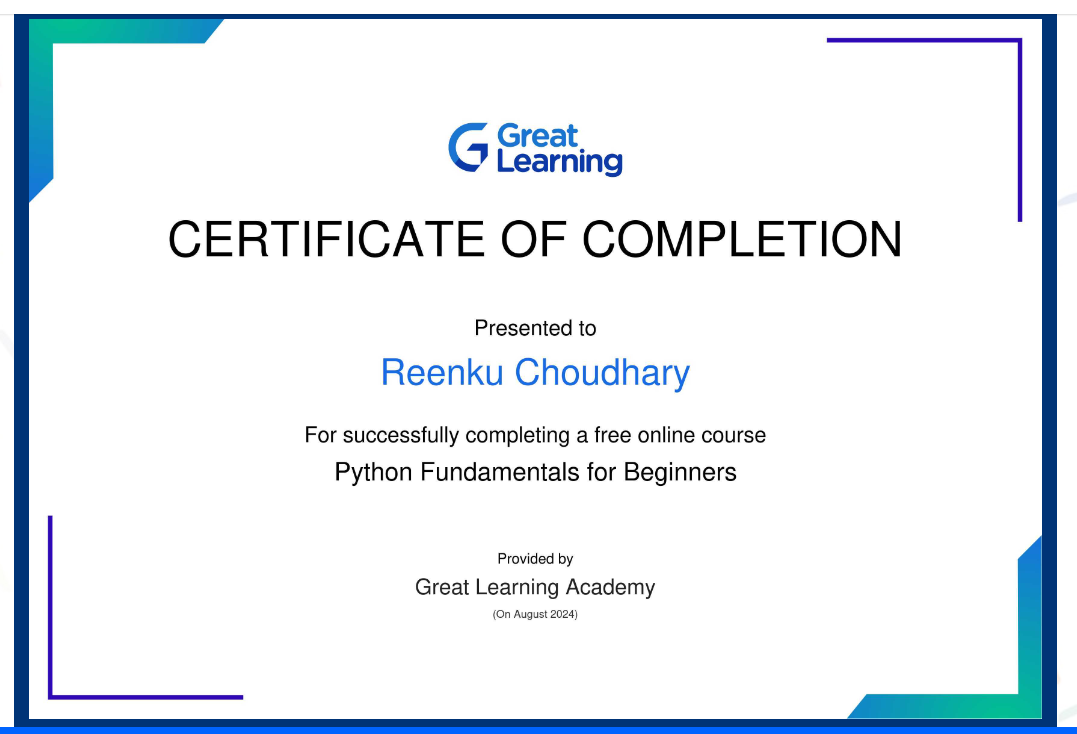 Great
Learning
CERTIFICATE OF COMPLETION
Presented to
Reenku Choudhary
For successfully completing a free online course
Python Fundamentals for Beginners
Provided by
Great Learning Academy
(On August 2024)